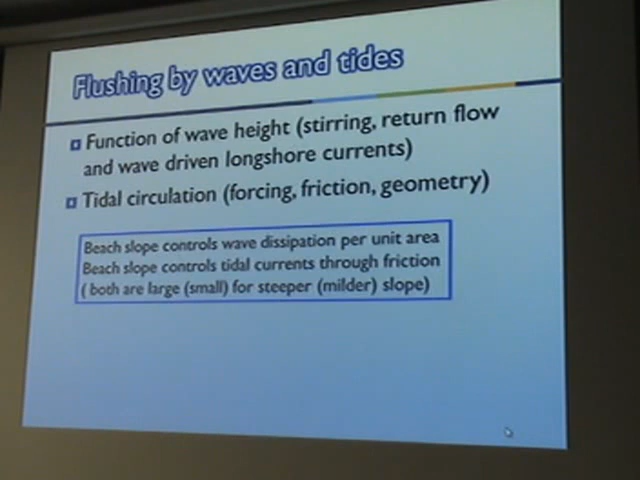 Flushing by waves and tides
Function of wave height (stirring, return flow
and wave driven longshore currents)
Tidal circulation (forcing, friction, geometry)
Beach slope controls wave dissipation per unit area
Beach slope controls tidal currents through friction
( both are large (small) for steeper (milder) slope)